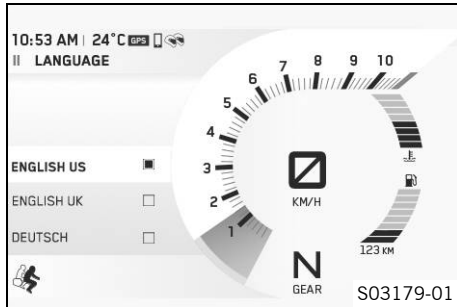 10:53 AM | 24°C GPS
LANGUAGE
ENGLISH US
ENGLISH UK
DEUTSCH
1
2
3
4
5
6
7
8
9
10
0
KM/H
N
GEAR
123 KM
S03179-01